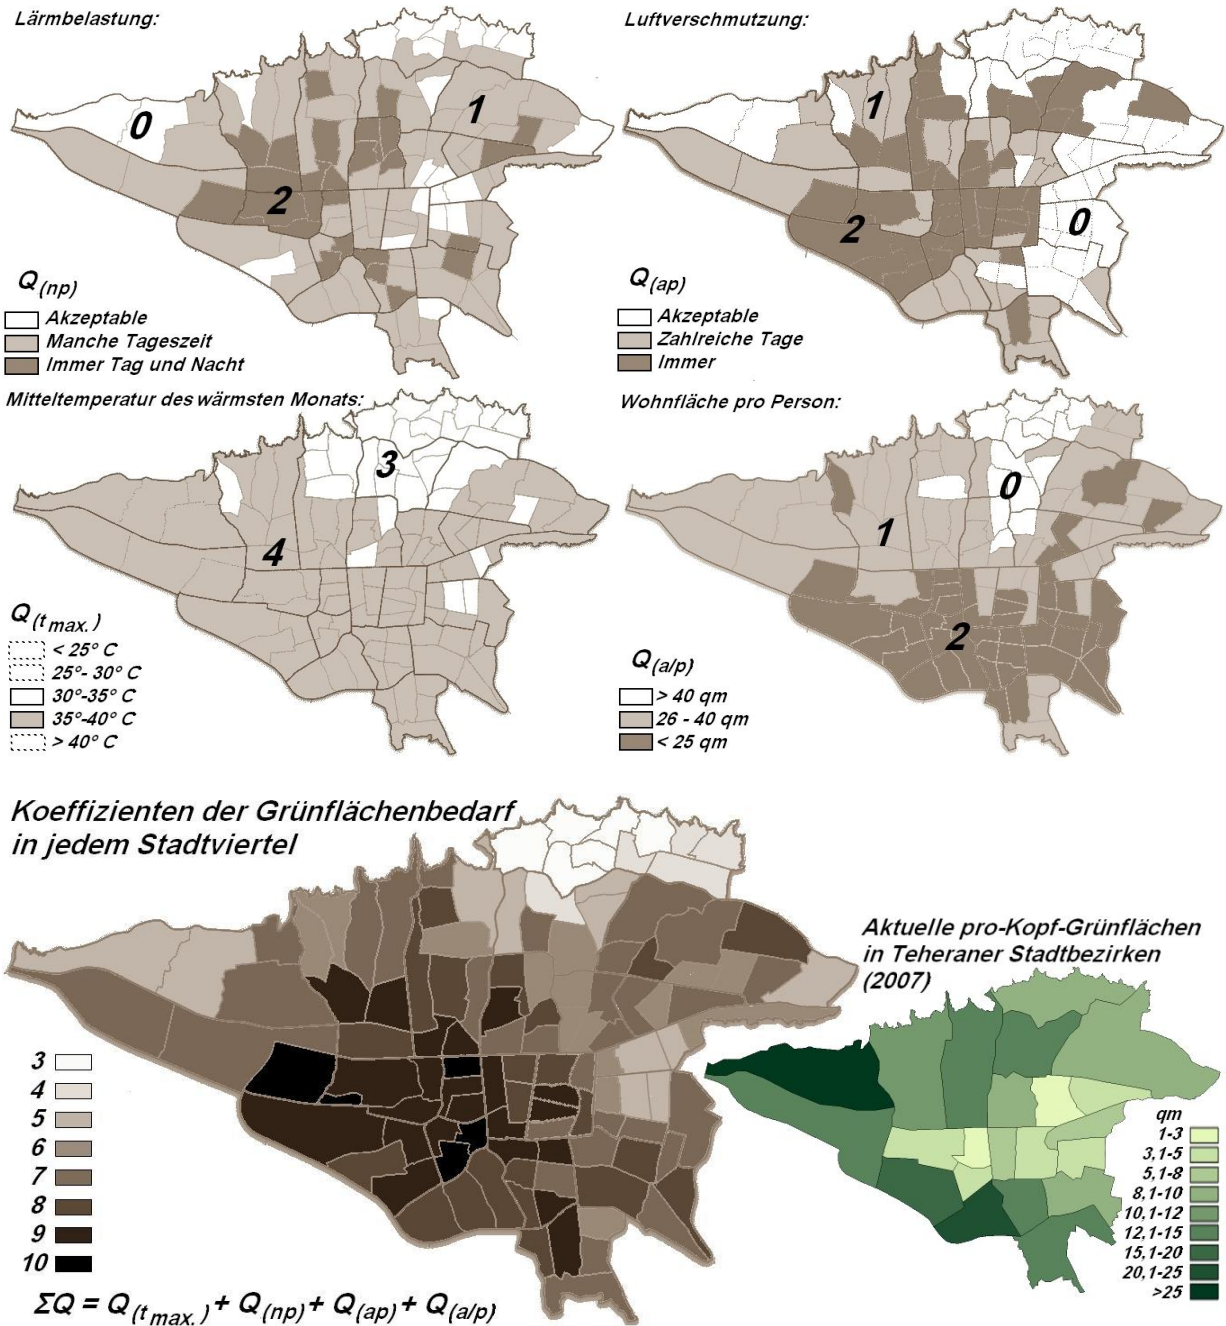 Lärmbelastung:
0
1
2
Q(np)
Akzeptable
Manche Tageszeit
Immer Tag und Nacht
Luftverschmutzung:
1
2
0
Q(ap)
Akzeptable
Zahlreiche Tage
Immer
Mitteltemperatur des wärmsten Monats:
3
4
Q(t max.)
< 25° C
25°- 30° C
30°-35° C
35°-40° C
> 40° C
Wohnfläche pro Person:
0
1
2
Q(a/p)
> 40 qm
26 - 40 qm
< 25 qm
Koeffizienten der Grünflächenbedarf
in jedem Stadtviertel
3
4
5
6
7
8
9
10
ΣQ = Q(t max.) + Q(np) + Q(ap) + Q(a/p)
Aktuelle pro-Kopf-Grünflächen
in Teheraner Stadtbezirken
(2007)
qm
1-3
3,1-5
5,1-8
8,1-10
10,1-12
12,1-15
15,1-20
20,1-25
>25